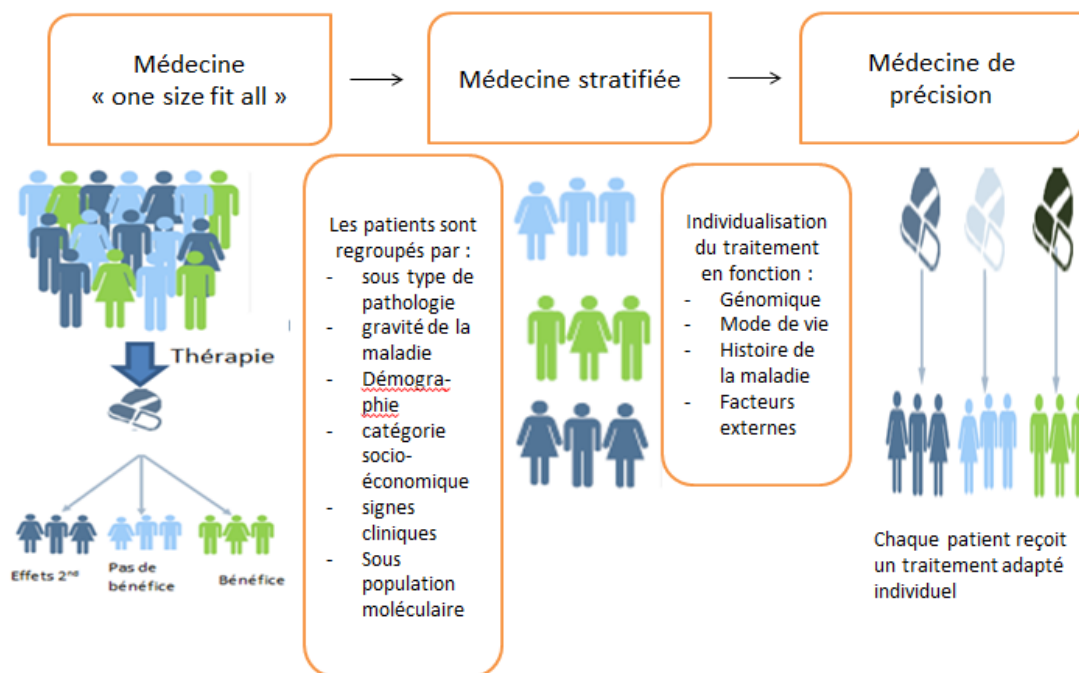 Médecine
« one size fit all »
Médecine stratifiée
Médecine de
précision
Thérapie
Effets 2nd
Pas de
bénéfice
Bénéfice
Les patients sont
regroupés par :
- sous type de
pathologie
- gravité de la
maladie
- Démogra-
phie
- catégorie
socio-
économique
- signes
cliniques
- Sous
population
moléculaire
Individualisation
du traitement
en fonction :
- Génomique
- Mode de vie
- Histoire de
la maladie
- Facteurs
externes
Chaque patient reçoit
un traitement adapté
individuel